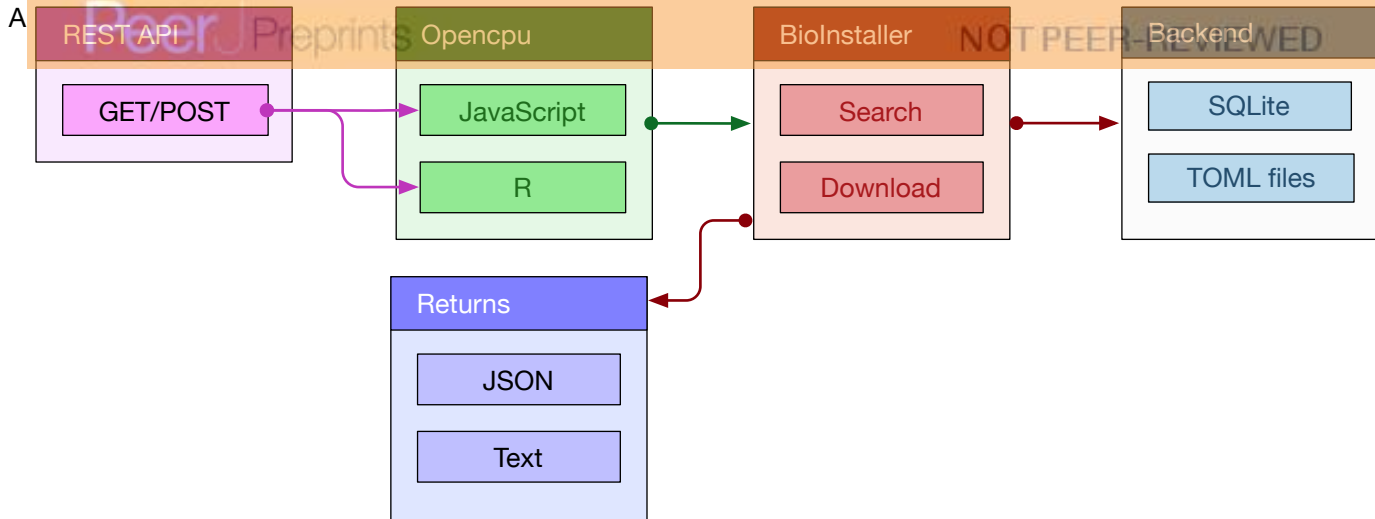 A
REST API
PeerJ Preprints
Opencpu
BioInstaller
NOT PEER-REVIEWED
Backend
GET/POST
JavaScript
Search
SQLite
R
Download
TOML files
Returns
JSON
Text